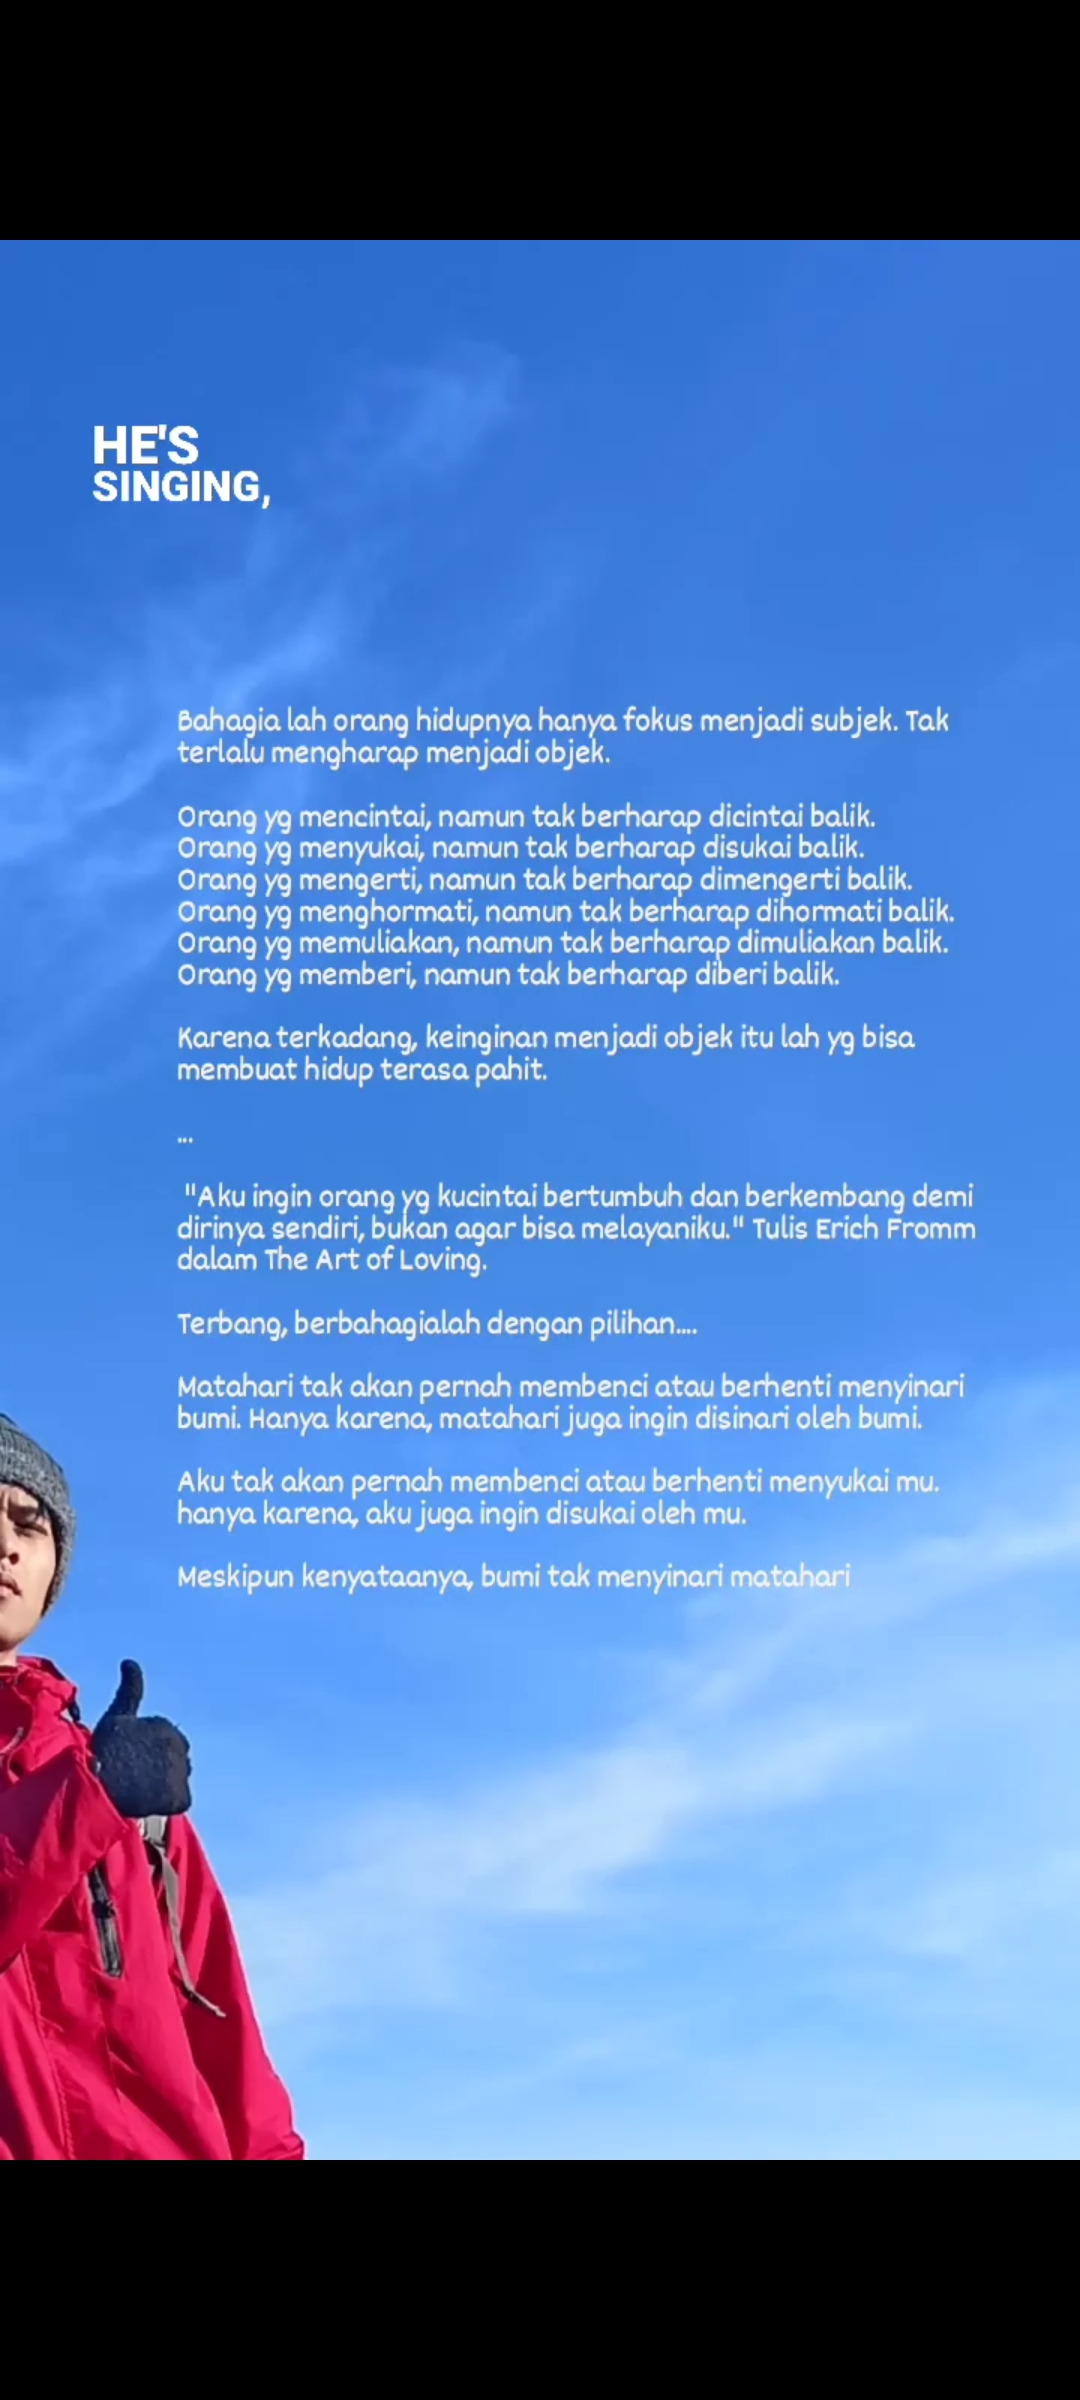 HE'S
SINGING,
Bahagia lah orang hidupnya hanya fokus menjadi subjek. Tak
terlalu mengharap menjadi objek.
Orang yg mencintai, namun tak berharap dicintai balik.
Orang yg menyukai, namun tak berharap disukai balik.
Orang yg mengerti, namun tak berharap dimengerti balik.
Orang yg menghormati, namun tak berharap dihormati balik.
Orang yg memuliakan, namun tak berharap dimuliakan balik.
Orang yg memberi, namun tak berharap diberi balik.
Karena terkadang, keinginan menjadi objek itu lah yg bisa
membuat hidup terasa pahit.
...
"Aku ingin orang yg kucintai bertumbuh dan berkembang demi
dirinya sendiri, bukan agar bisa melayaniku." Tulis Erich Fromm
dalam The Art of Loving.
Terbang, berbahagialah dengan pilihan....
Matahari tak akan pernah membenci atau berhenti menyinari
bumi. Hanya karena, matahari juga ingin disinari oleh bumi.
Aku tak akan pernah membenci atau berhenti menyukai mu.
hanya karena, aku juga ingin disukai oleh mu.
Meskipun kenyataanya, bumi tak menyinari matahari